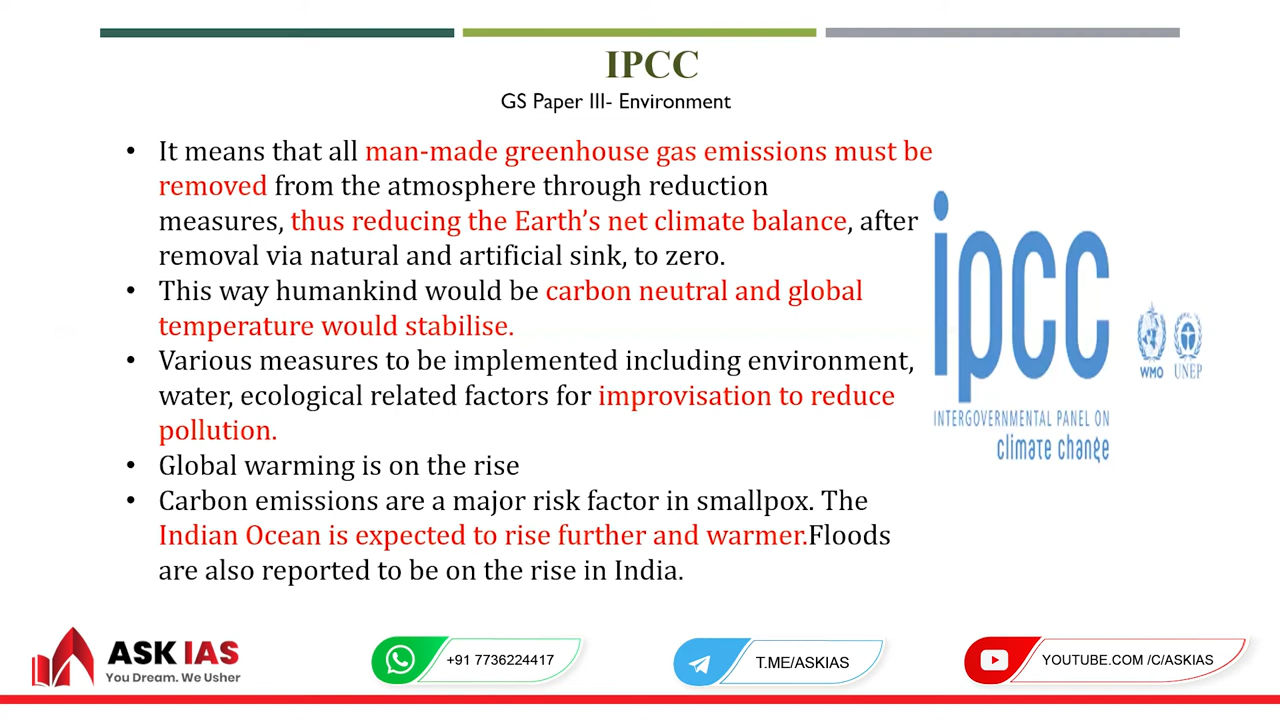 IPCC
GS Paper III- Environment
• It means that all man-made greenhouse gas emissions must be
removed from the atmosphere through reduction
measures, thus reducing the Earth's net climate balance, after
removal via natural and artificial sink, to zero.
• This way humankind would be carbon neutral and global
temperature would stabilise.
• Various measures to be implemented including environment,
water, ecological related factors for improvisation to reduce
pollution.
• Global warming is on the rise
• Carbon emissions are a major risk factor in smallpox. The
Indian Ocean is expected to rise further and warmer.Floods
are also reported to be on the rise in India.
ipcc
INTERGOVERNMENTAL PANEL ON
climate change
WMO
UNEP
ASK IAS
You Dream. We Usher
+91 7736224417
T.ME/ASKIAS
YOUTUBE.COM /C/ASKIAS